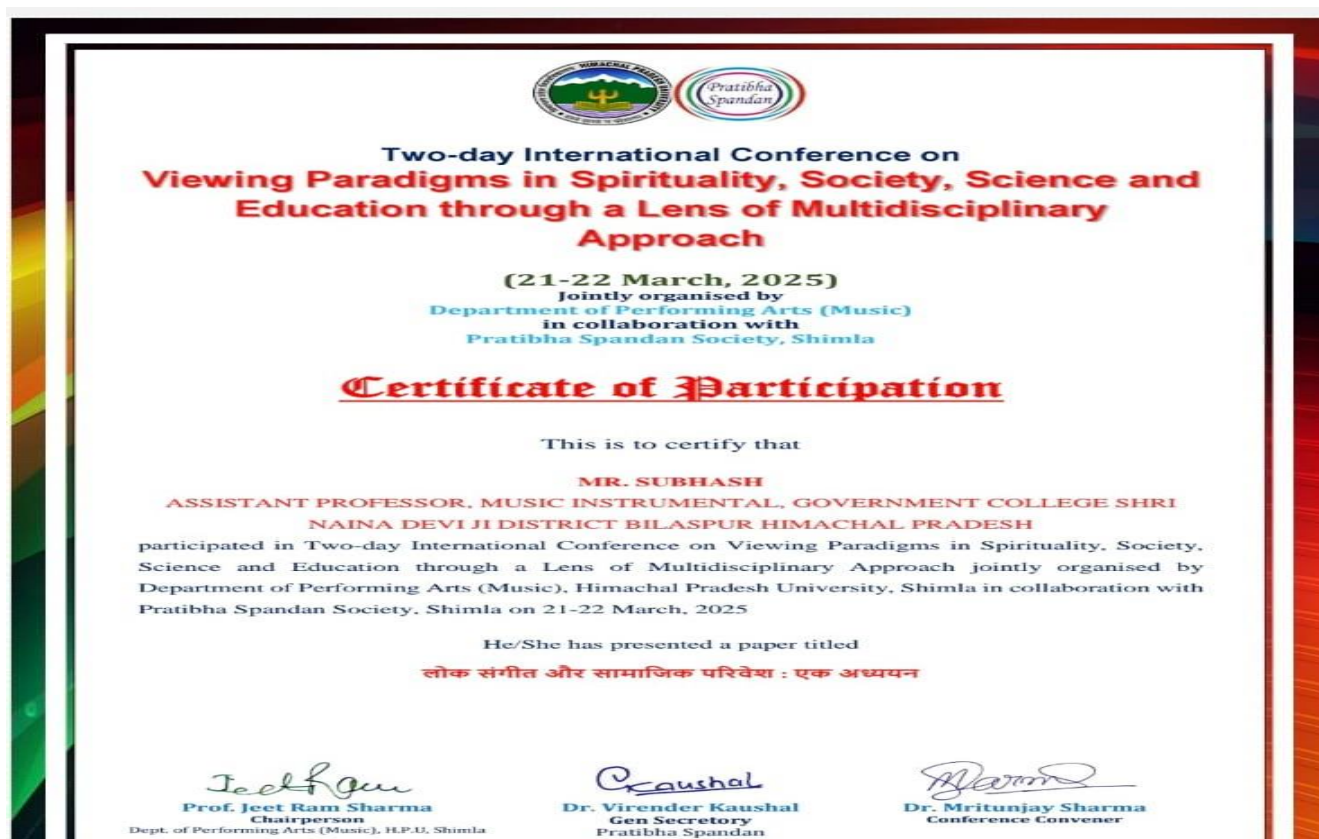 HIMACHAL PRADESH UNIVERSITY
Pratibha
Spandan
Two-day International Conference on
Viewing Paradigms in Spirituality, Society, Science and
Education through a Lens of Multidisciplinary
Approach
(21-22 March, 2025)
Jointly organised by
Department of Performing Arts (Music)
in collaboration with
Pratibha Spandan Society, Shimla
Certificate of Participation
This is to certify that
MR. SUBHASH
ASSISTANT PROFESSOR, MUSIC INSTRUMENTAL, GOVERNMENT COLLEGE SHRI
NAINA DEVI JI DISTRICT BILASPUR HIMACHAL PRADESH
participated in Two-day International Conference on Viewing Paradigms in Spirituality, Society,
Science and Education through a Lens of Multidisciplinary Approach jointly organised by
Department of Performing Arts (Music), Himachal Pradesh University, Shimla in collaboration with
Pratibha Spandan Society, Shimla on 21-22 March, 2025
He/She has presented a paper titled
लोक संगीत और सामाजिक परिवेश : एक अध्ययन
Jeet Ram
Kaushal
Prof. Jeet Ram Sharma
Chairperson
Dept. of Performing Arts (Music), H.P.U, Shimla
Dr. Virender Kaushal
Gen Secretary
Pratibha Spandan
Dr. Mritunjay Sharma
Conference Convener